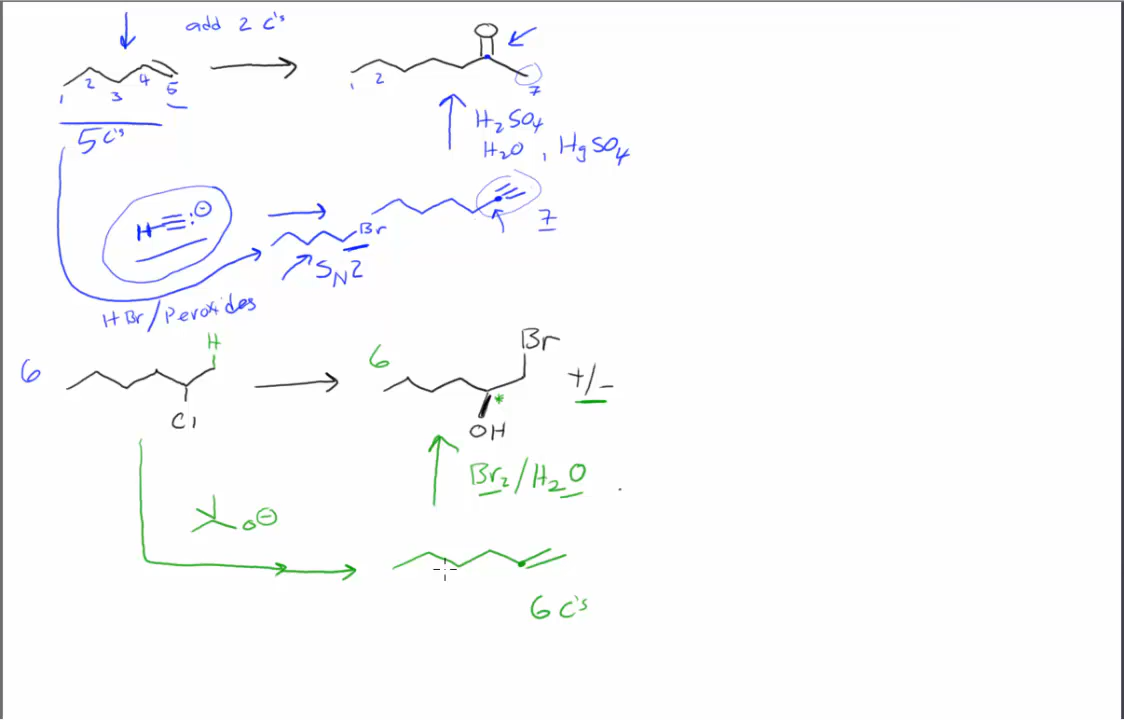 add 2 c's
1 2 3 4 5
5 c's
O
1 2 7
H2SO4
H2O, HgSO4
H ≡: ⊖
Br
7
SN2
HBr/Peroxides
6
H
Cl
6
Br
+/-
*
OH
Br2/H2O
O⊖
6 c's